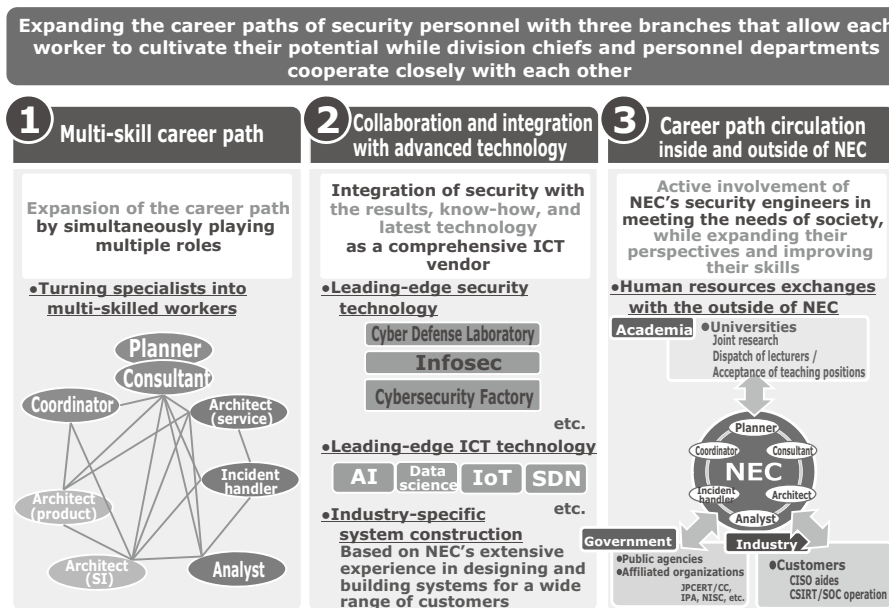 Expanding the career paths of security personnel with three branches that allow each
worker to cultivate their potential while division chiefs and personnel departments
cooperate closely with each other
1
Multi-skill career path
Expansion of the career path
by simultaneously playing
multiple roles
•Turning specialists into
multi-skilled workers
Planner
Consultant
Coordinator
Architect
(service)
Incident
handler
Architect
(product)
Architect
(SI)
Analyst
2
Collaboration and integration
with advanced technology
Integration of security with
the results, know-how, and
latest technology
as a comprehensive ICT
vendor
•Leading-edge security
technology
Cyber Defense Laboratory
Infosec
Cybersecurity Factory
etc.
•Leading-edge ICT technology
AI
Data
science
IoT
SDN
etc.
•Industry-specific
system construction
Based on NEC's extensive
experience in designing and
building systems for a wide
range of customers
3
Career path circulation
inside and outside of NEC
Active involvement of
NEC's security engineers in
meeting the needs of society,
while expanding their
perspectives and improving
their skills
•Human resources exchanges
with the outside of NEC
Academia
•Universities
Joint research
Dispatch of lecturers /
Acceptance of teaching positions
Planner
Coordinator
Consultant
NEC
Incident
handler
Architect
Analyst
Government
•Public agencies
•Affiliated organizations
JPCERT/CC,
IPA, NISC, etc.
Industry
•Customers
CISO aides
CSIRT/SOC operation